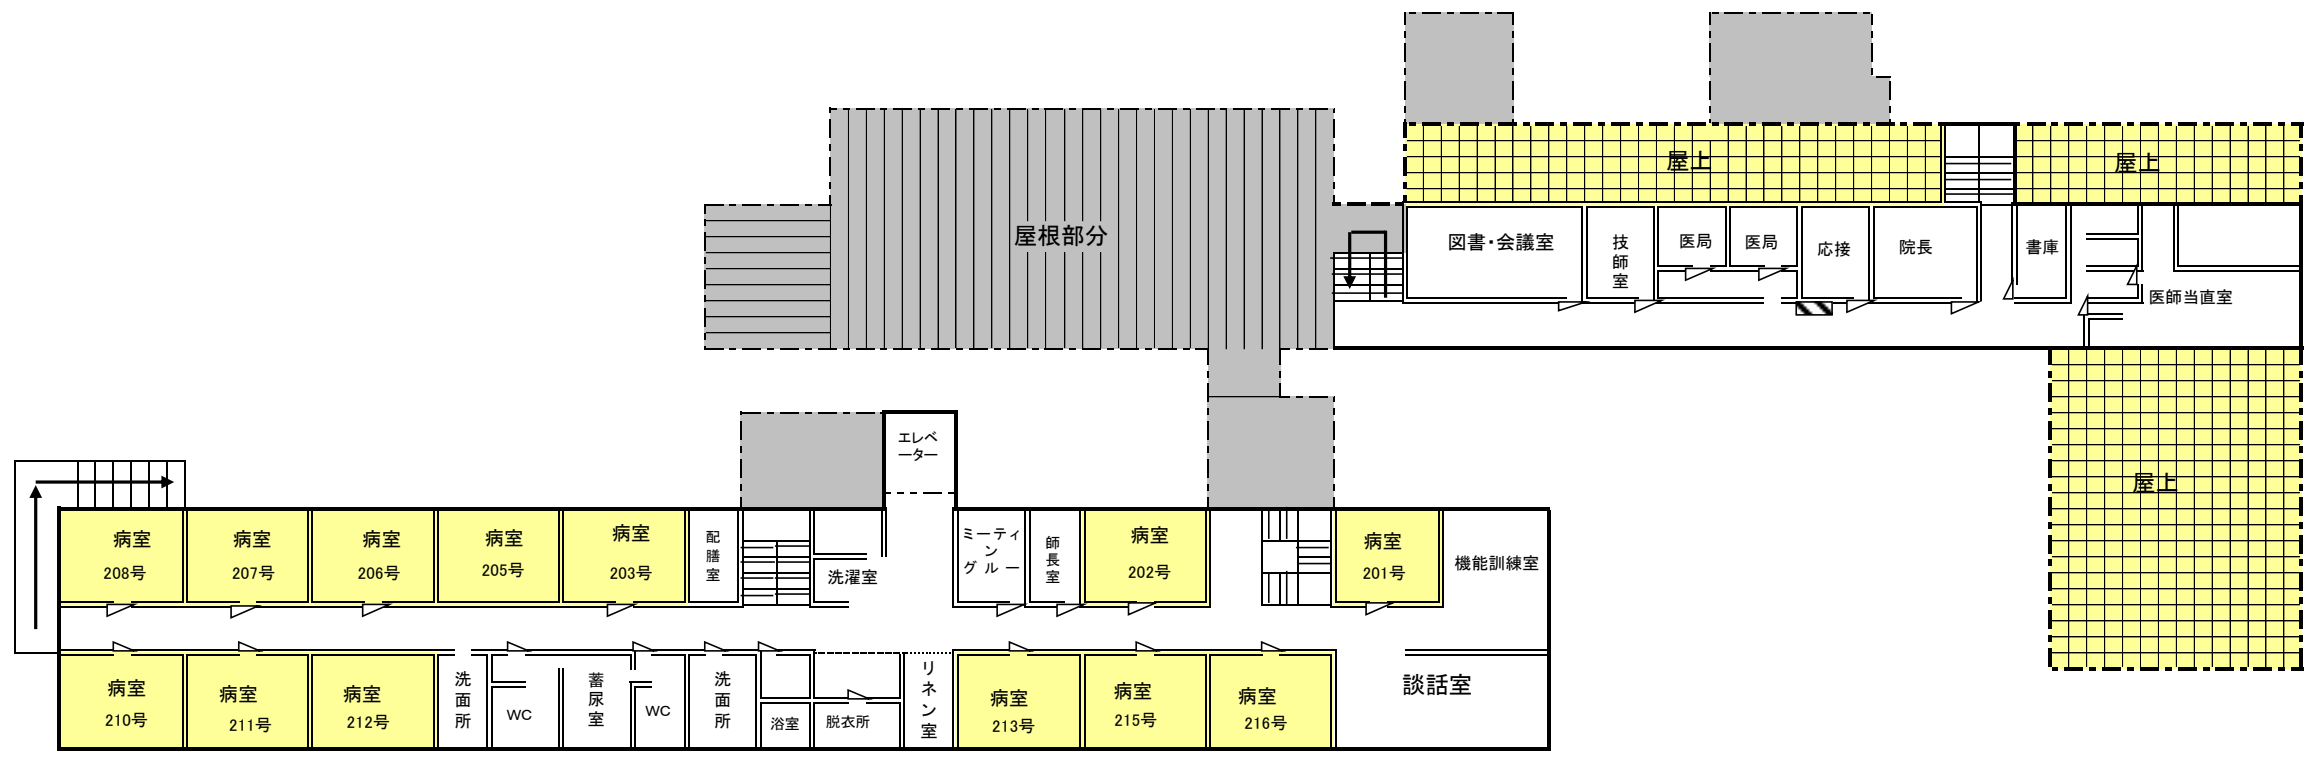 屋上
屋上
屋根部分
図書・会議室
技師室
医局
医局
応接
院長
書庫
医師当直室
エレベ
ーター
屋上
病室
208号
病室
207号
病室
206号
病室
205号
病室
203号
配膳室
洗濯室
ミーティ
ン
グ ル ー
師長室
病室
202号
病室
201号
機能訓練室
病室
210号
病室
211号
病室
212号
洗面所
WC
蓄尿室
WC
洗面所
浴室
脱衣所
リネン室
病室
213号
病室
215号
病室
216号
談話室